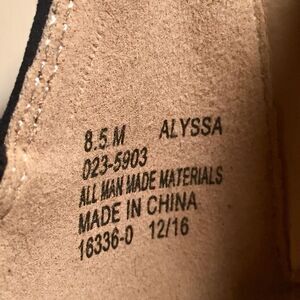 8.5 M ALYSSA
023-5903
ALL MAN MADE MATERIALS
MADE IN CHINA
16336-0 12/16